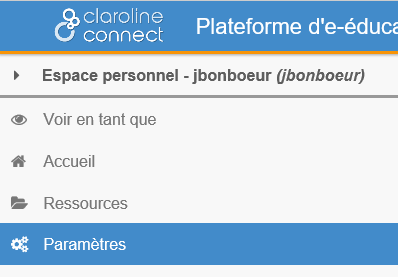 claroline
connect
Plateforme d'e-éduca
Espace personnel - jbonboeur (jbonboeur)
Voir en tant que
Accueil
Ressources
Paramètres